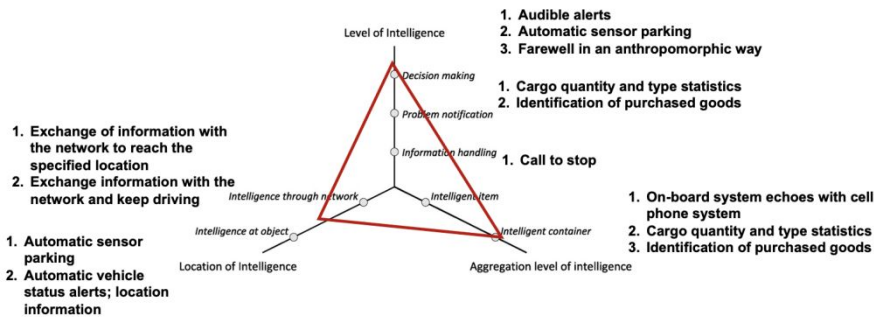 Level of Intelligence
1. Audible alerts
2. Automatic sensor parking
3. Farewell in an anthropomorphic way
Decision making
1. Cargo quantity and type statistics
2. Identification of purchased goods
Problem notification
Information handling
1. Call to stop
1. Exchange of information with
the network to reach the
specified location
2. Exchange information with the
network and keep driving
Intelligence through network
Intelligent item
Intelligence at object
Intelligent container
1. On-board system echoes with cell
phone system
2. Cargo quantity and type statistics
3. Identification of purchased goods
1. Automatic sensor
parking
2. Automatic vehicle
status alerts; location
information
Location of Intelligence
Aggregation level of intelligence